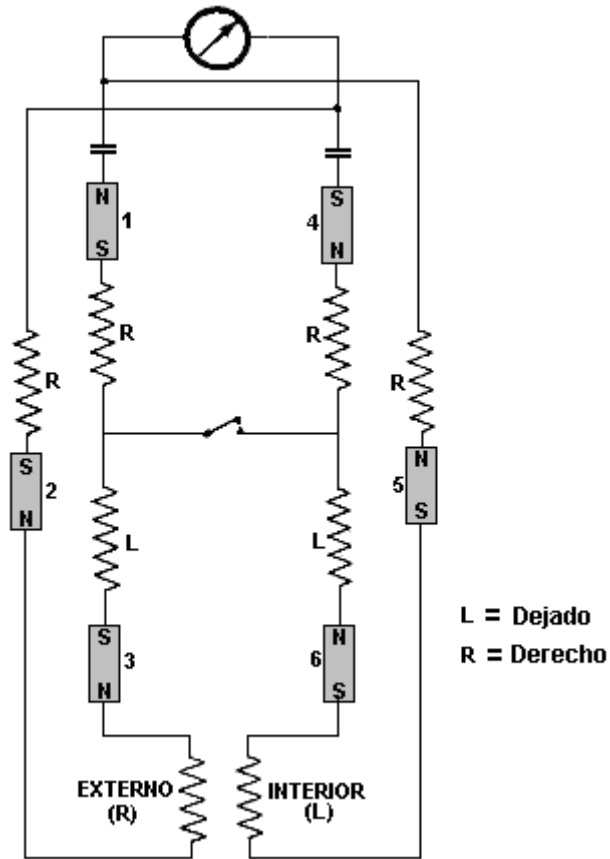 N
1
S
S
4
N
R
R
R
R
S
2
N
N
5
S
L
L
S
3
N
N
6
S
L = Dejado
R = Derecho
EXTERNO
(R)
INTERIOR
(L)